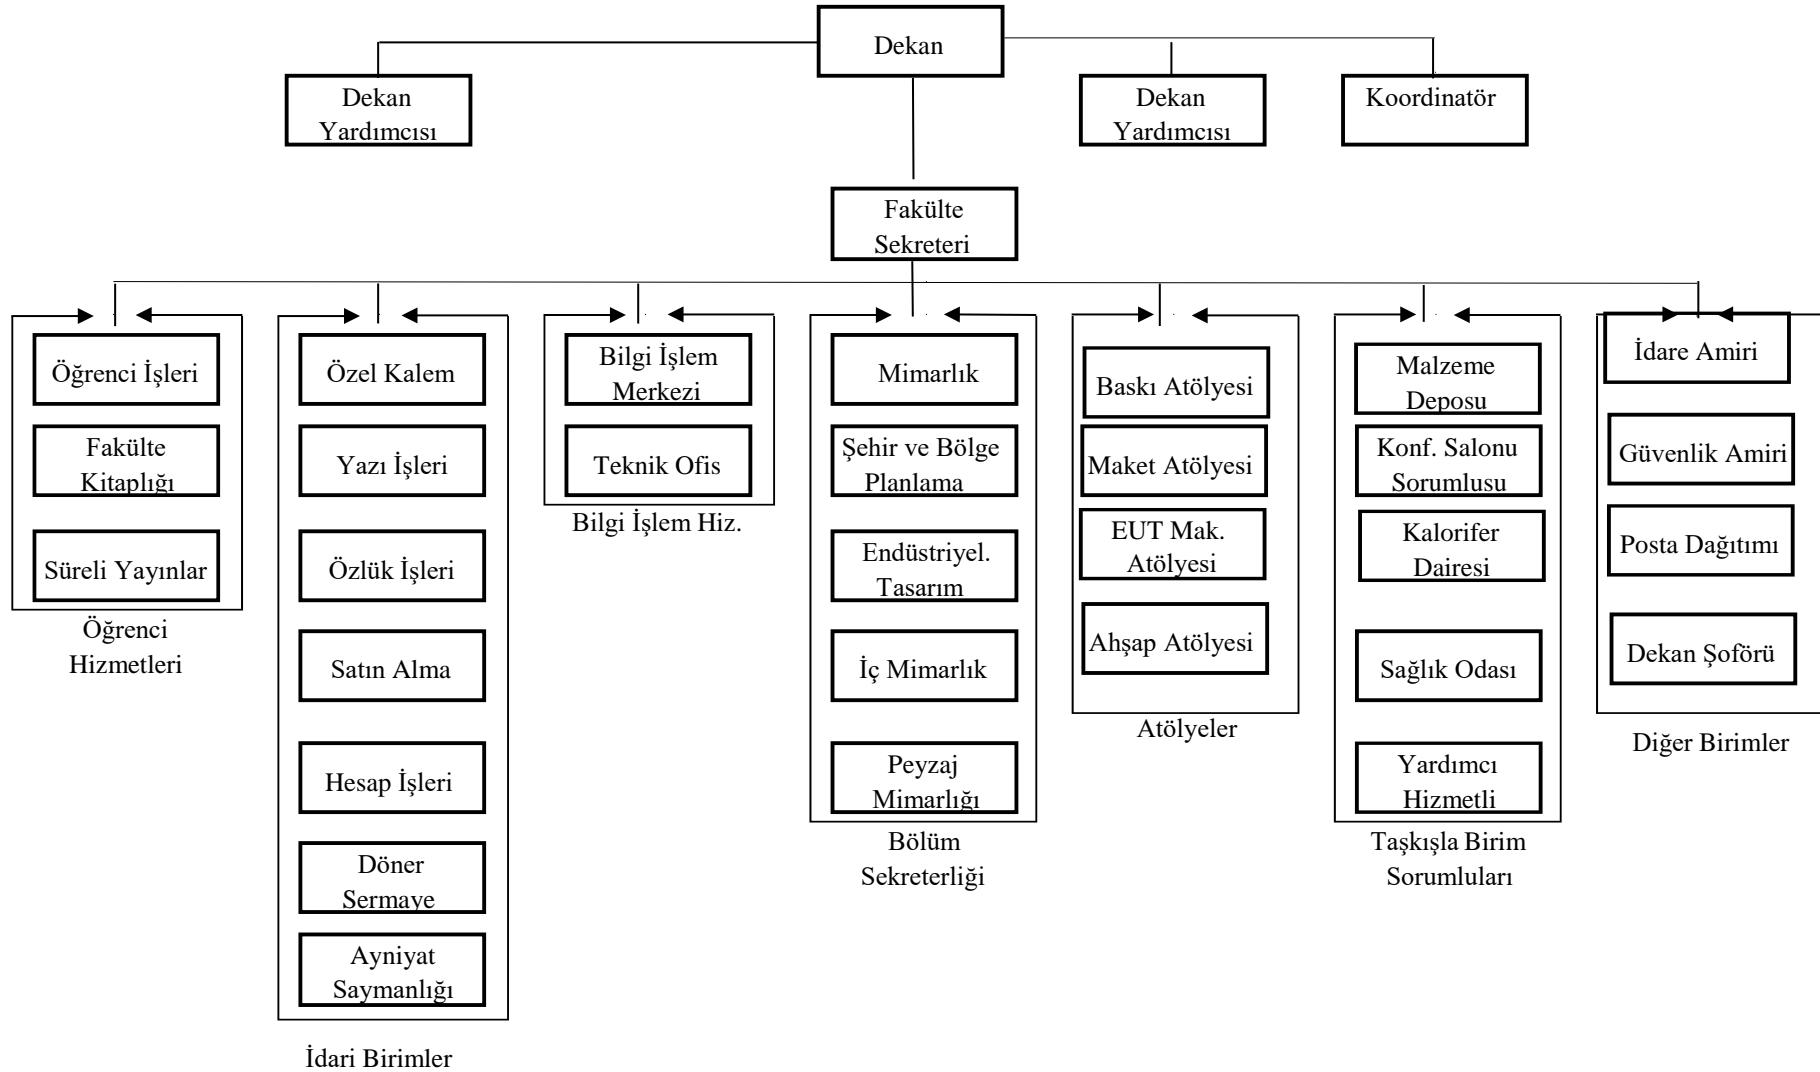 Dekan
Dekan
Yardımcısı
Dekan
Yardımcısı
Koordinatör
Fakülte
Sekreteri
Öğrenci İşleri
Fakülte
Kitaplığı
Süreli Yayınlar
Öğrenci
Hizmetleri
Özel Kalem
Yazı İşleri
Özlük İşleri
Satın Alma
Hesap İşleri
Döner
Sermaye
Ayniyat
Saymanlığı
İdari Birimler
Bilgi İşlem
Merkezi
Teknik Ofis
Bilgi İşlem Hiz.
Mimarlık
Şehir ve Bölge
Planlama
Endüstriyel.
Tasarım
İç Mimarlık
Peyzaj
Mimarlığı
Bölüm
Sekreterliği
Baskı Atölyesi
Maket Atölyesi
EUT Mak.
Atölyesi
Ahşap Atölyesi
Atölyeler
Malzeme
Deposu
Konf. Salonu
Sorumlusu
Kalorifer
Dairesi
Sağlık Odası
Yardımcı
Hizmetli
Taşkışla Birim
Sorumluları
İdare Amiri
Güvenlik Amiri
Posta Dağıtımı
Dekan Şoförü
Diğer Birimler